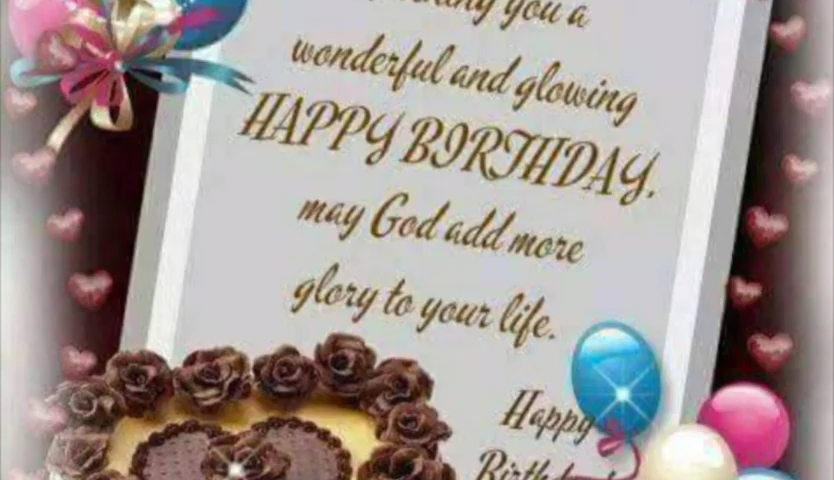 you a
wonderful and glowing
HAPPY BIRTHDAY,
may God add more
glory to your life.
Happy